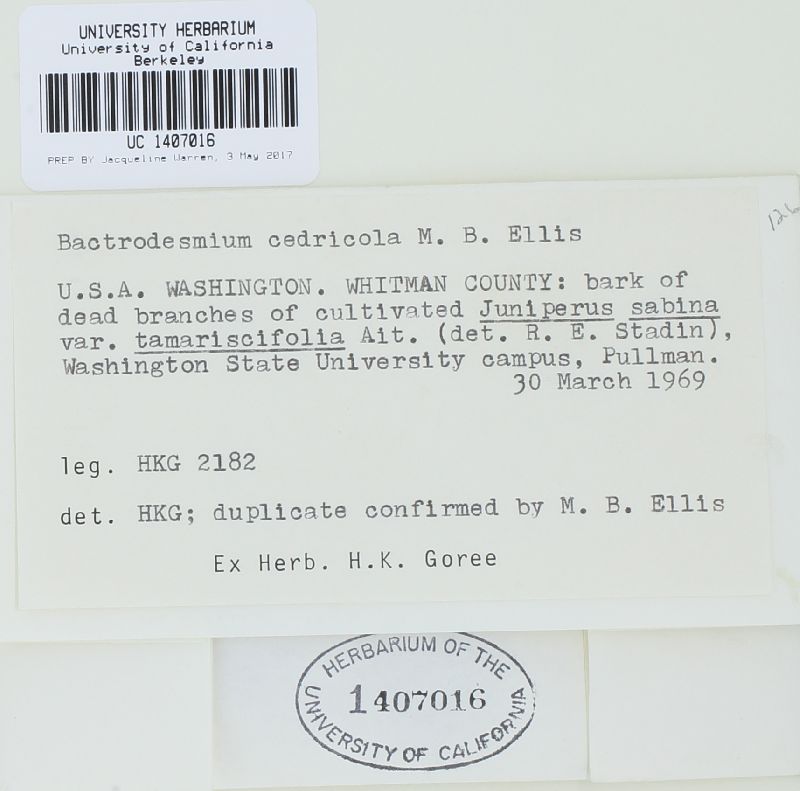 UNIVERSITY HERBARIUM
University of California
Berkeley
UC 1407016
PREP BY Jacqueline Warren, 3 May 2017
Bactrodesmium cedricola M. B. Ellis
U.S.A. WASHINGTON. WHITMAN COUNTY: bark of
dead branches of cultivated Juniperus sabina
var. tamariscifolia Ait. (det. R. E. Stadin),
Washington State University campus, Pullman.
30 March 1969
leg. HKG 2182
det. HKG; duplicate confirmed by M. B. Ellis
Ex Herb. H.K. Goree
HERBARIUM OF THE
1407016
UNIVERSITY OF CALIFORNIA